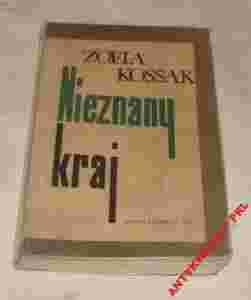 ZOFIA
KOSSAK
Nieznany
kraj
ANTYKWARIAT PRL